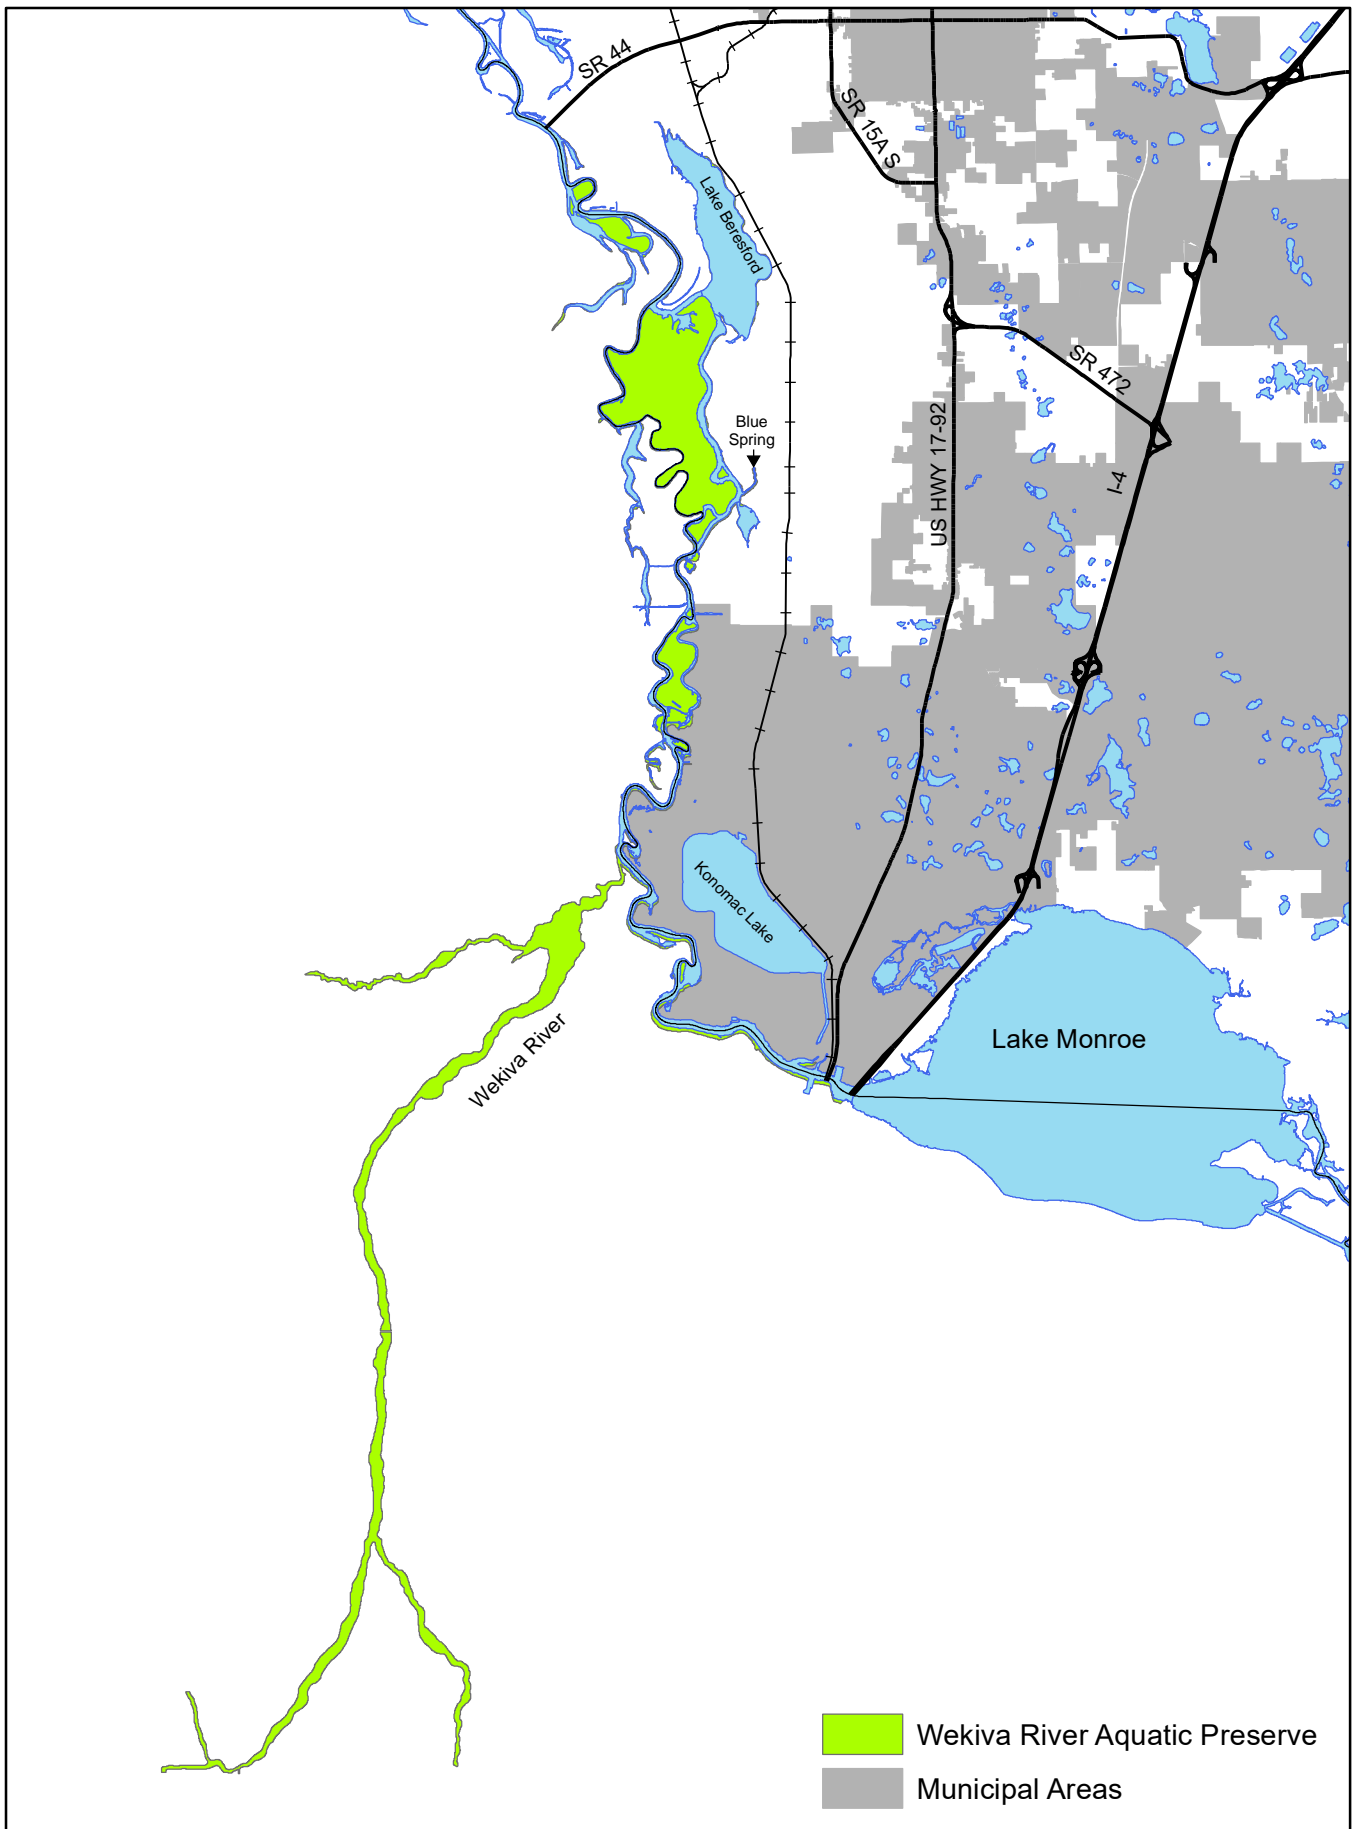 SR 44
SR 15A S
Lake Beresford
SR 472
Blue
Spring
US HWY 17-92
I-4
Konomac Lake
Wekiva River
Lake Monroe
Wekiva River Aquatic Preserve
Municipal Areas